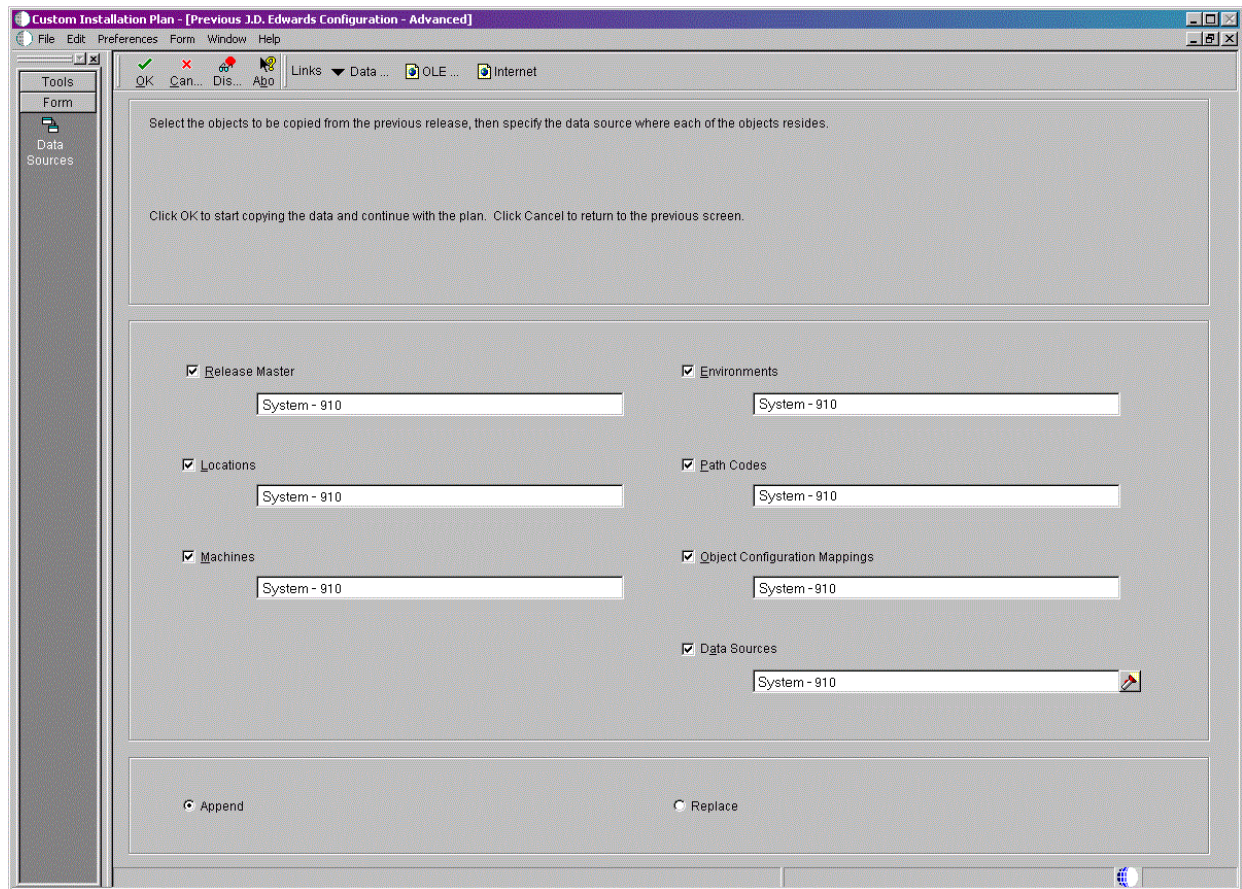 Custom Installation Plan - [Previous J.D. Edwards Configuration - Advanced]
File Edit Preferences Form Window Help
OK Can... Dis... Abo Links Data ... OLE ... Internet
Tools
Form
Data
Sources
Select the objects to be copied from the previous release, then specify the data source where each of the objects resides.
Click OK to start copying the data and continue with the plan. Click Cancel to return to the previous screen.
Release Master
Environments
System - 910
System - 910
Locations
Path Codes
System - 910
System - 910
Machines
Object Configuration Mappings
System - 910
System - 910
Data Sources
System - 910
Append
Replace